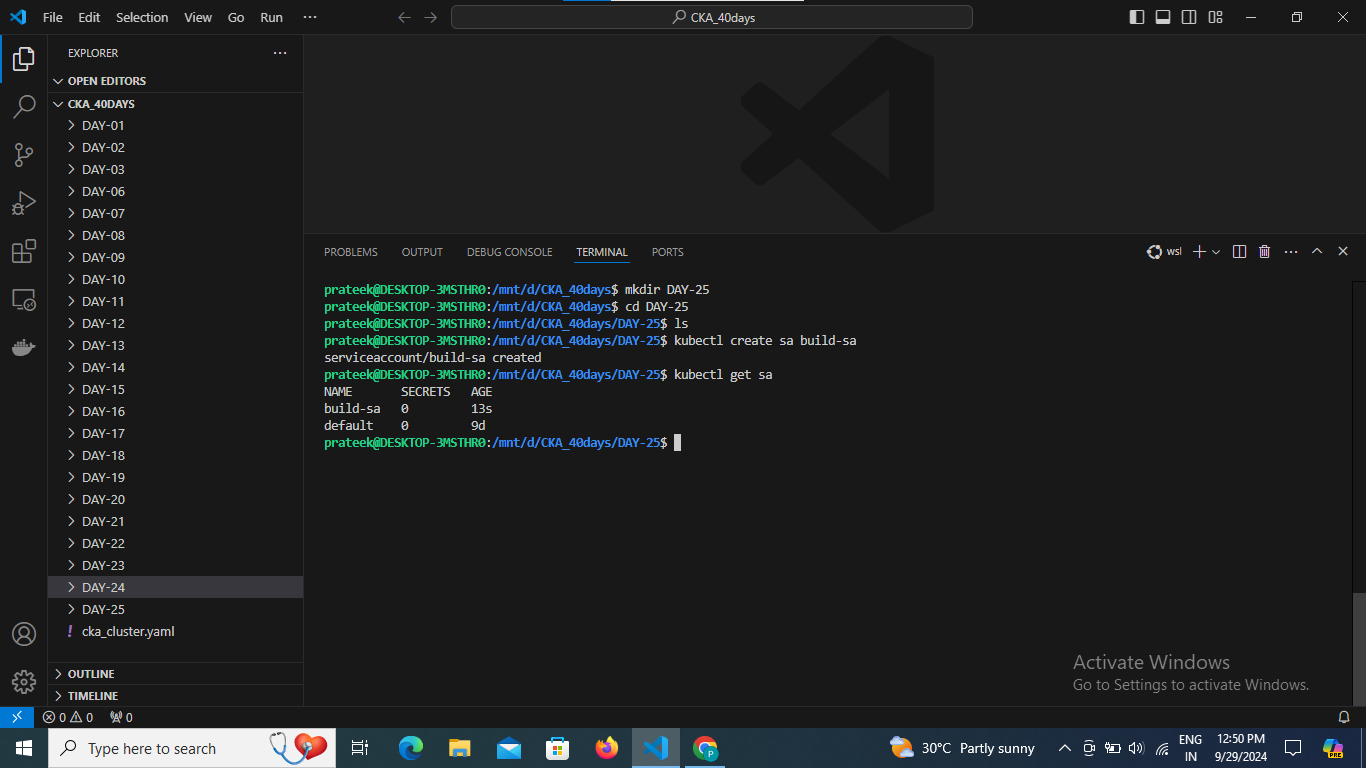 File Edit Selection View Go Run ···
CKA_40days
EXPLORER
OPEN EDITORS
CKA_40DAYS
DAY-01
DAY-02
DAY-03
DAY-06
DAY-07
DAY-08
DAY-09
DAY-10
DAY-11
DAY-12
DAY-13
DAY-14
DAY-15
DAY-16
DAY-17
DAY-18
DAY-19
DAY-20
DAY-21
DAY-22
DAY-23
DAY-24
DAY-25
! cka_cluster.yaml
OUTLINE
TIMELINE
PROBLEMS OUTPUT DEBUG CONSOLE TERMINAL PORTS
wsl
prateek@DESKTOP-3MSTHR0:/mnt/d/CKA_40days$ mkdir DAY-25
prateek@DESKTOP-3MSTHR0:/mnt/d/CKA_40days$ cd DAY-25
prateek@DESKTOP-3MSTHR0:/mnt/d/CKA_40days/DAY-25$ ls
prateek@DESKTOP-3MSTHR0:/mnt/d/CKA_40days/DAY-25$ kubectl create sa build-sa
serviceaccount/build-sa created
prateek@DESKTOP-3MSTHR0:/mnt/d/CKA_40days/DAY-25$ kubectl get sa
NAME SECRETS AGE
build-sa 0 13s
default 0 9d
prateek@DESKTOP-3MSTHR0:/mnt/d/CKA_40days/DAY-25$
Activate Windows
Go to Settings to activate Windows.
0 0 0
Type here to search
30°C Partly sunny
ENG
IN
12:50 PM
9/29/2024
PRE